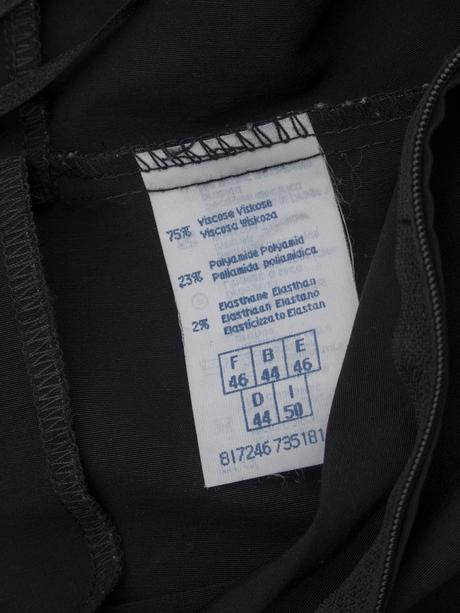 75% Viscose Viskose
Viscosa Wiskoza
23% Polyamide Polyamid
Poliamida poliamidica
2% Elasthane Elasthan
Elasthaan Elastano
Elasticizzato Elastan
F B E
46 44 46
D I
44 50
817246 735181